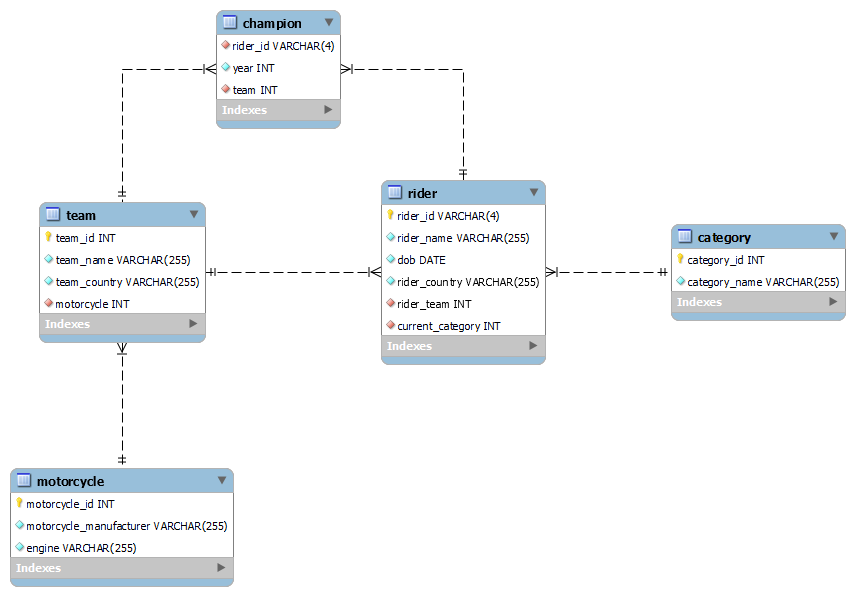 champion
rider_id VARCHAR(4)
year INT
team INT
Indexes
team
team_id INT
team_name VARCHAR(255)
team_country VARCHAR(255)
motorcycle INT
Indexes
rider
rider_id VARCHAR(4)
rider_name VARCHAR(255)
dob DATE
rider_country VARCHAR(255)
rider_team INT
current_category INT
Indexes
category
category_id INT
category_name VARCHAR(255)
Indexes
motorcycle
motorcycle_id INT
motorcycle_manufacturer VARCHAR(255)
engine VARCHAR(255)
Indexes